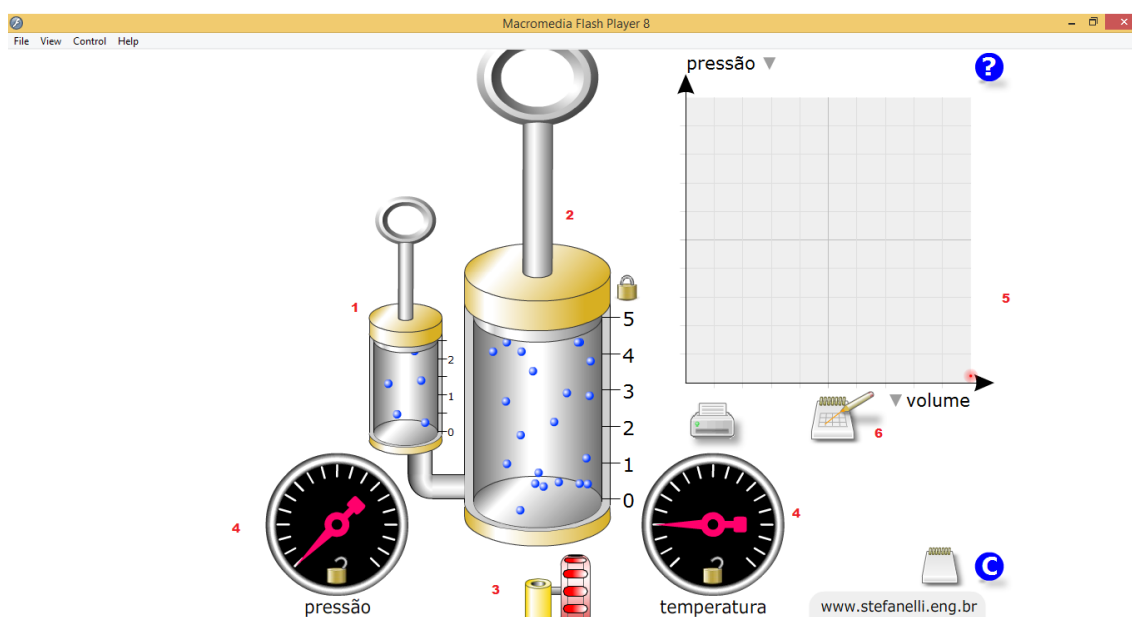 Macromedia Flash Player 8
File View Control Help
pressão
?
2
1
5
4
3
2
1
0
2
1
0
5
volume
6
4
4
3
pressão
temperatura
C
www.stefanelli.eng.br